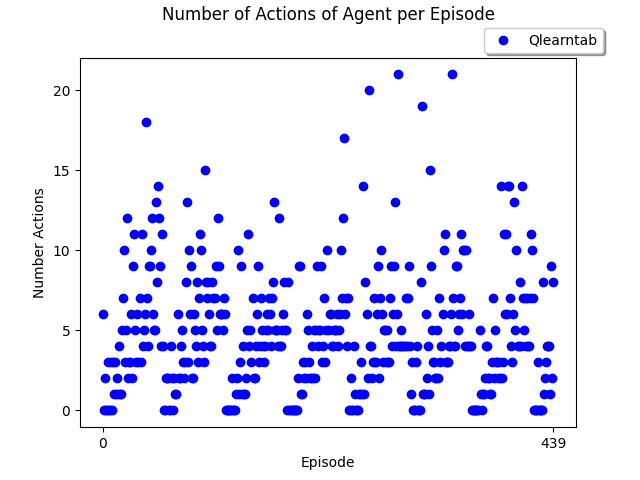 Number of Actions of Agent per Episode
Qlearntab
20
15
10
5
0
Number Actions
0
439
Episode